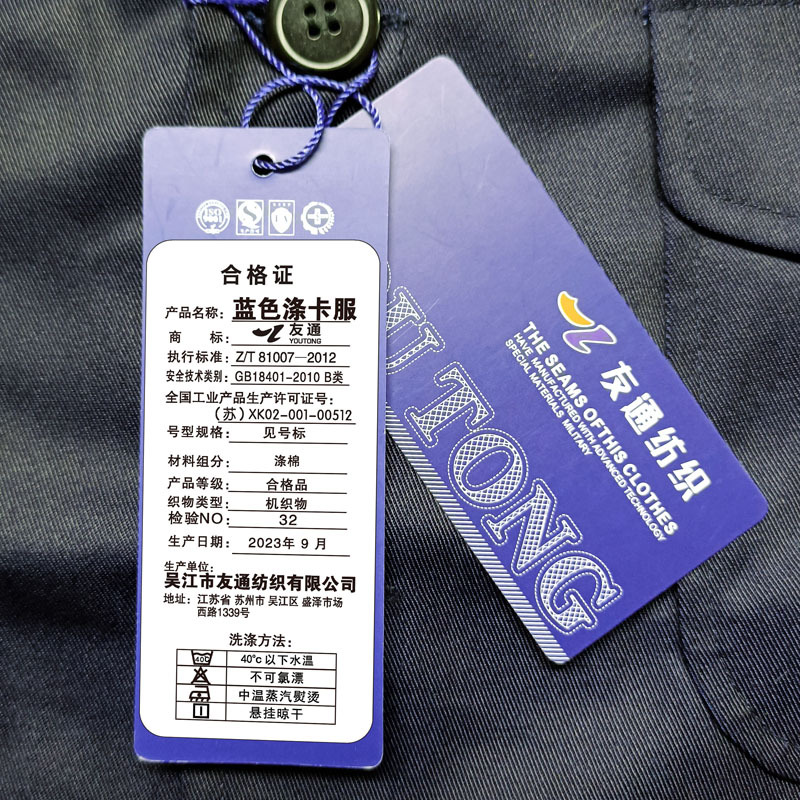 ISO
9001
合格证
产品名称: 蓝色涤卡服
商 标: 友通
YOUTONG
执行标准: Z/T 81007—2012
安全技术类别: GB18401-2010 B类
全国工业产品生产许可证号:
(苏) XK02-001-00512
号型规格: 见号标
材料组分: 涤棉
产品等级: 合格品
织物类型: 机织物
检验NO: 32
生产日期: 2023年9月
生产单位:
吴江市友通纺织有限公司
地址: 江苏省 苏州市 吴江区 盛泽市场
西路1339号
洗涤方法:
40℃ 40℃以下水温
不可氯漂
中温蒸汽熨烫
悬挂晾干
友通纺织
THE SEAMS OFTHIS CLOTHES
HAVE MANUFACTURED WITH ADVANCED TECHNOLOGY
SPECIAL MATERIALS MILITARY
U TONG